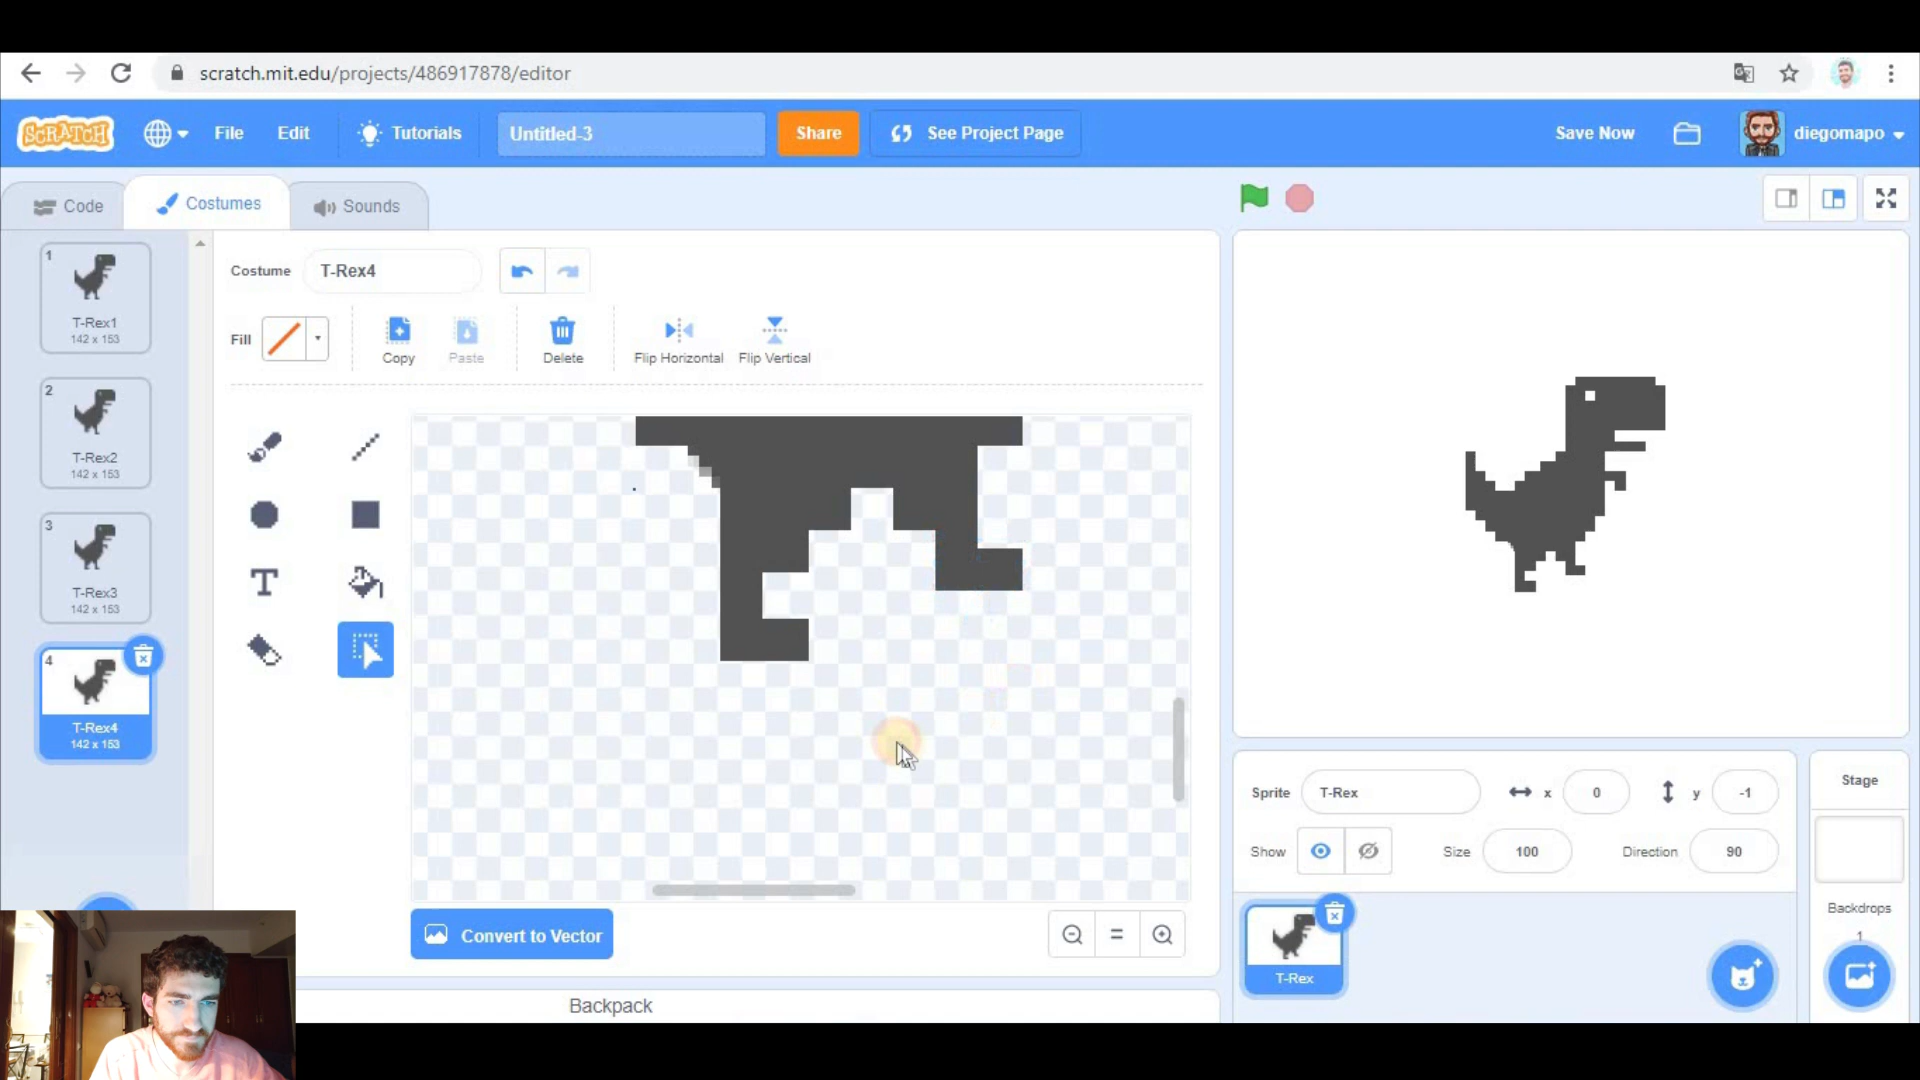 scratch.mit.edu/projects/486917878/editor
SCRATCH
File
Edit
Tutorials
Untitled-3
Share
See Project Page
Save Now
diegomapo
Code
Costumes
Sounds
1
T-Rex1
142 x 153
2
T-Rex2
142 x 153
3
T-Rex3
142 x 153
4
T-Rex4
142 x 153
Costume
T-Rex4
Fill
Copy
Paste
Delete
Flip Horizontal
Flip Vertical
T
Convert to Vector
=
Backpack
Sprite
T-Rex
x
0
y
-1
Show
Size
100
Direction
90
T-Rex
Stage
Backdrops
1